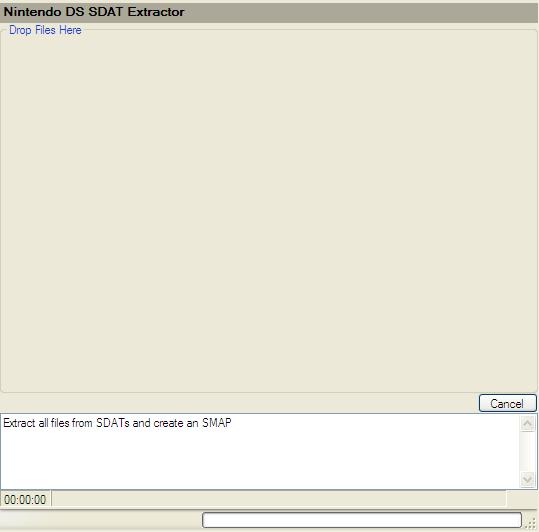 Nintendo DS SDAT Extractor
Drop Files Here
Cancel
Extract all files from SDATs and create an SMAP
00:00:00